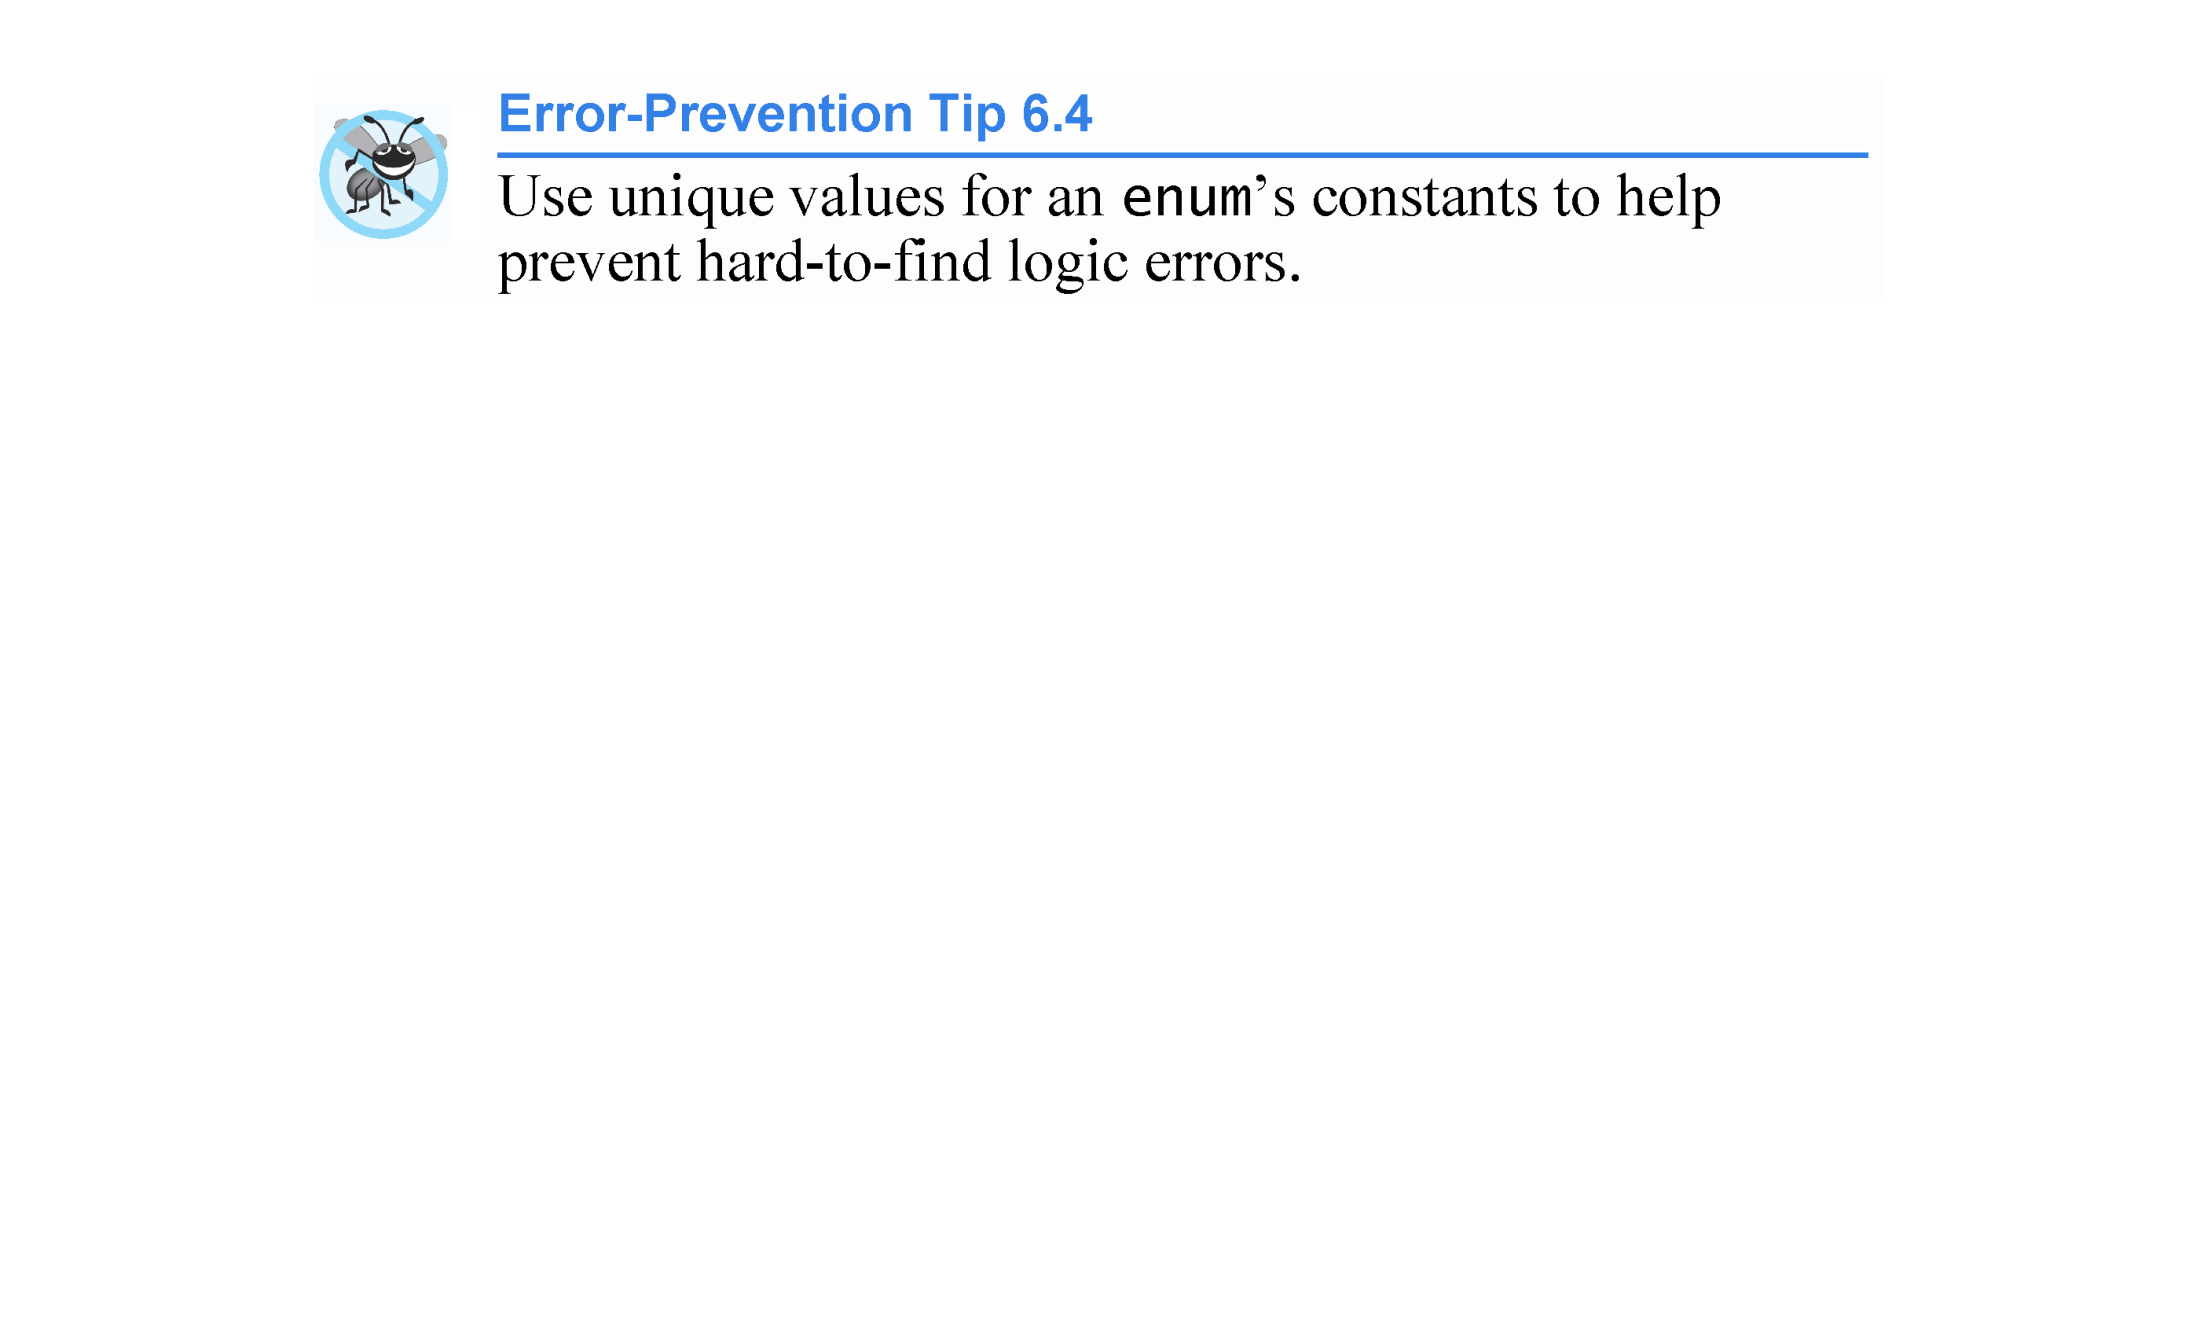 Error-Prevention Tip 6.4
Use unique values for an enum’s constants to help
prevent hard-to-find logic errors.